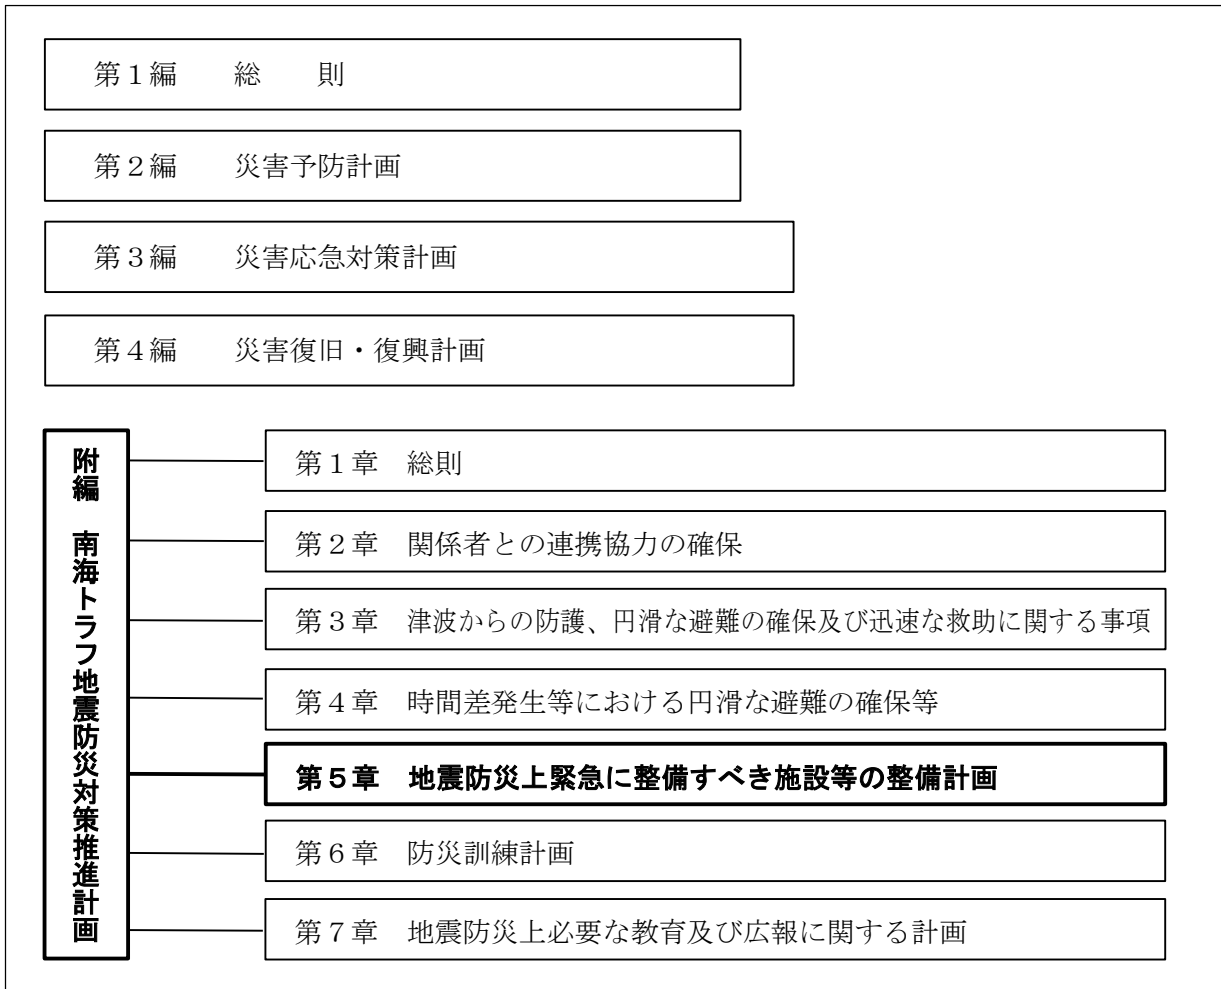 第１編　　総　　則
第２編　　災害予防計画
第３編　　災害応急対策計画
第４編　　災害復旧・復興計画
附編　南海トラフ地震防災対策推進計画
第１章　総則
第２章　関係者との連携協力の確保
第３章　津波からの防護、円滑な避難の確保及び迅速な救助に関する事項
第４章　時間差発生等における円滑な避難の確保等
第５章　地震防災上緊急に整備すべき施設等の整備計画
第６章　防災訓練計画
第７章　地震防災上必要な教育及び広報に関する計画